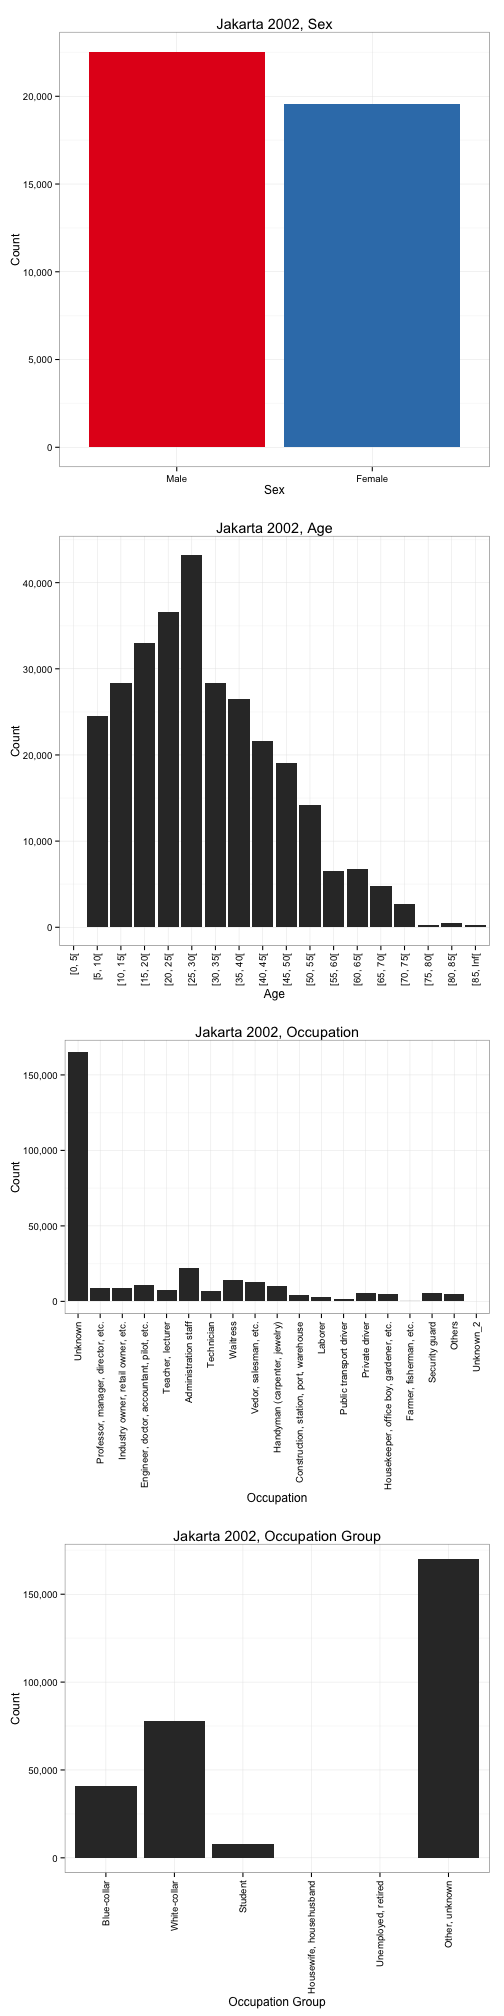 Jakarta 2002, Sex
Count
20,000
15,000
10,000
5,000
0
Male Female
Sex
Jakarta 2002, Age
Count
40,000
30,000
20,000
10,000
0
[0, 5[
[5, 10[
[10, 15[
[15, 20[
[20, 25[
[25, 30[
[30, 35[
[35, 40[
[40, 45[
[45, 50[
[50, 55[
[55, 60[
[60, 65[
[65, 70[
[70, 75[
[75, 80[
[80, 85[
[85, Inf[
Age
Jakarta 2002, Occupation
Count
150,000
100,000
50,000
0
Unknown
Professor, manager, director, etc.
Industry owner, retail owner, etc.
Engineer, doctor, accountant, pilot, etc.
Teacher, lecturer
Administration staff
Technician
Waitress
Vedor, salesman, etc.
Handyman (carpenter, jewelry)
Construction, station, port, warehouse
Laborer
Public transport driver
Private driver
Housekeeper, office boy, gardener, etc.
Farmer, fisherman, etc.
Security guard
Others
Unknown_2
Occupation
Jakarta 2002, Occupation Group
Count
150,000
100,000
50,000
0
Blue-collar
White-collar
Student
Housewife, househusband
Unemployed, retired
Other, unknown
Occupation Group